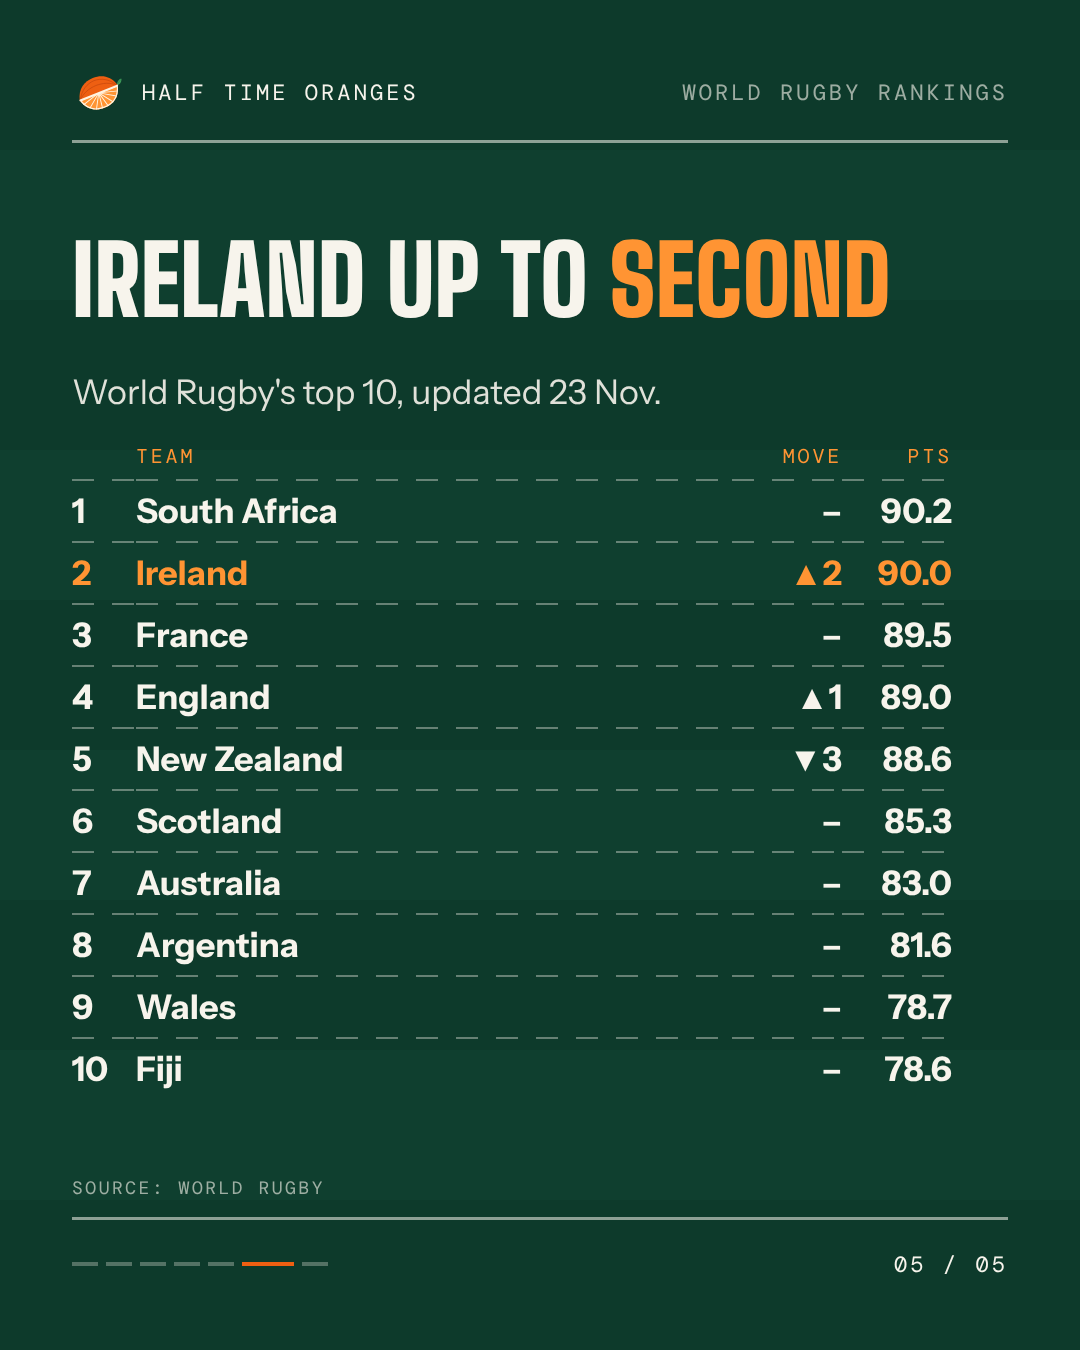 HALF TIME ORANGES WORLD RUGBY RANKINGS
IRELAND UP TO SECOND
World Rugby's top 10, updated 23 Nov.
TEAM MOVE PTS
1 South Africa – 90.2
2 Ireland ▲2 90.0
3 France – 89.5
4 England ▲1 89.0
5 New Zealand ▼3 88.6
6 Scotland – 85.3
7 Australia – 83.0
8 Argentina – 81.6
9 Wales – 78.7
10 Fiji – 78.6
SOURCE: WORLD RUGBY
05 / 05